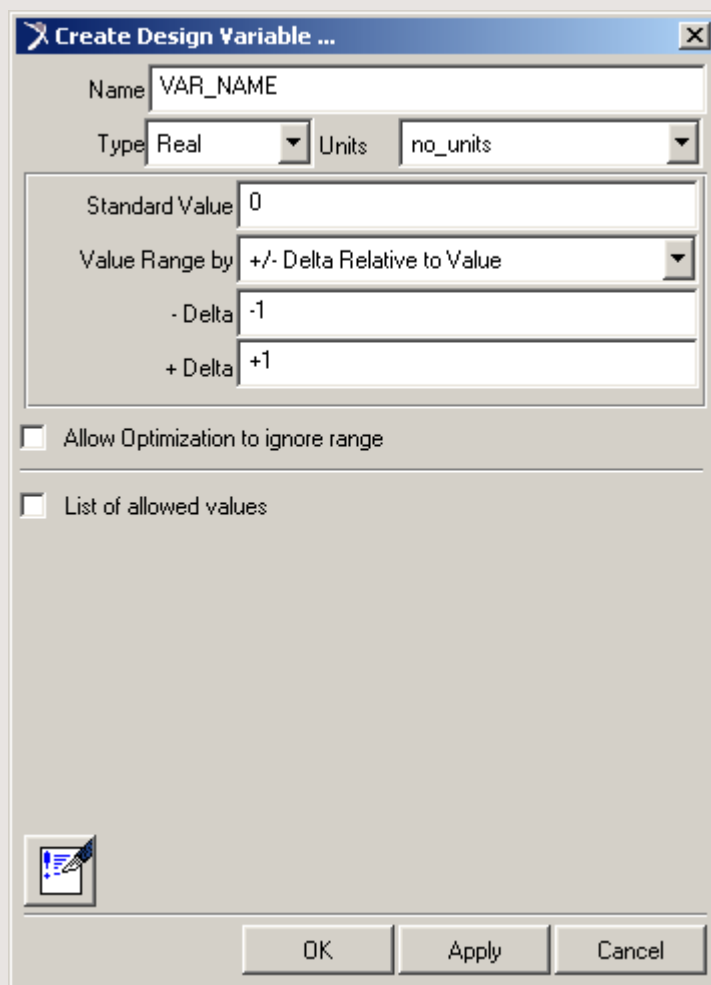 Create Design Variable ...
Name VAR_NAME
Type Real Units no_units
Standard Value 0
Value Range by +/- Delta Relative to Value
- Delta -1
+ Delta +1
Allow Optimization to ignore range
List of allowed values
OK Apply Cancel